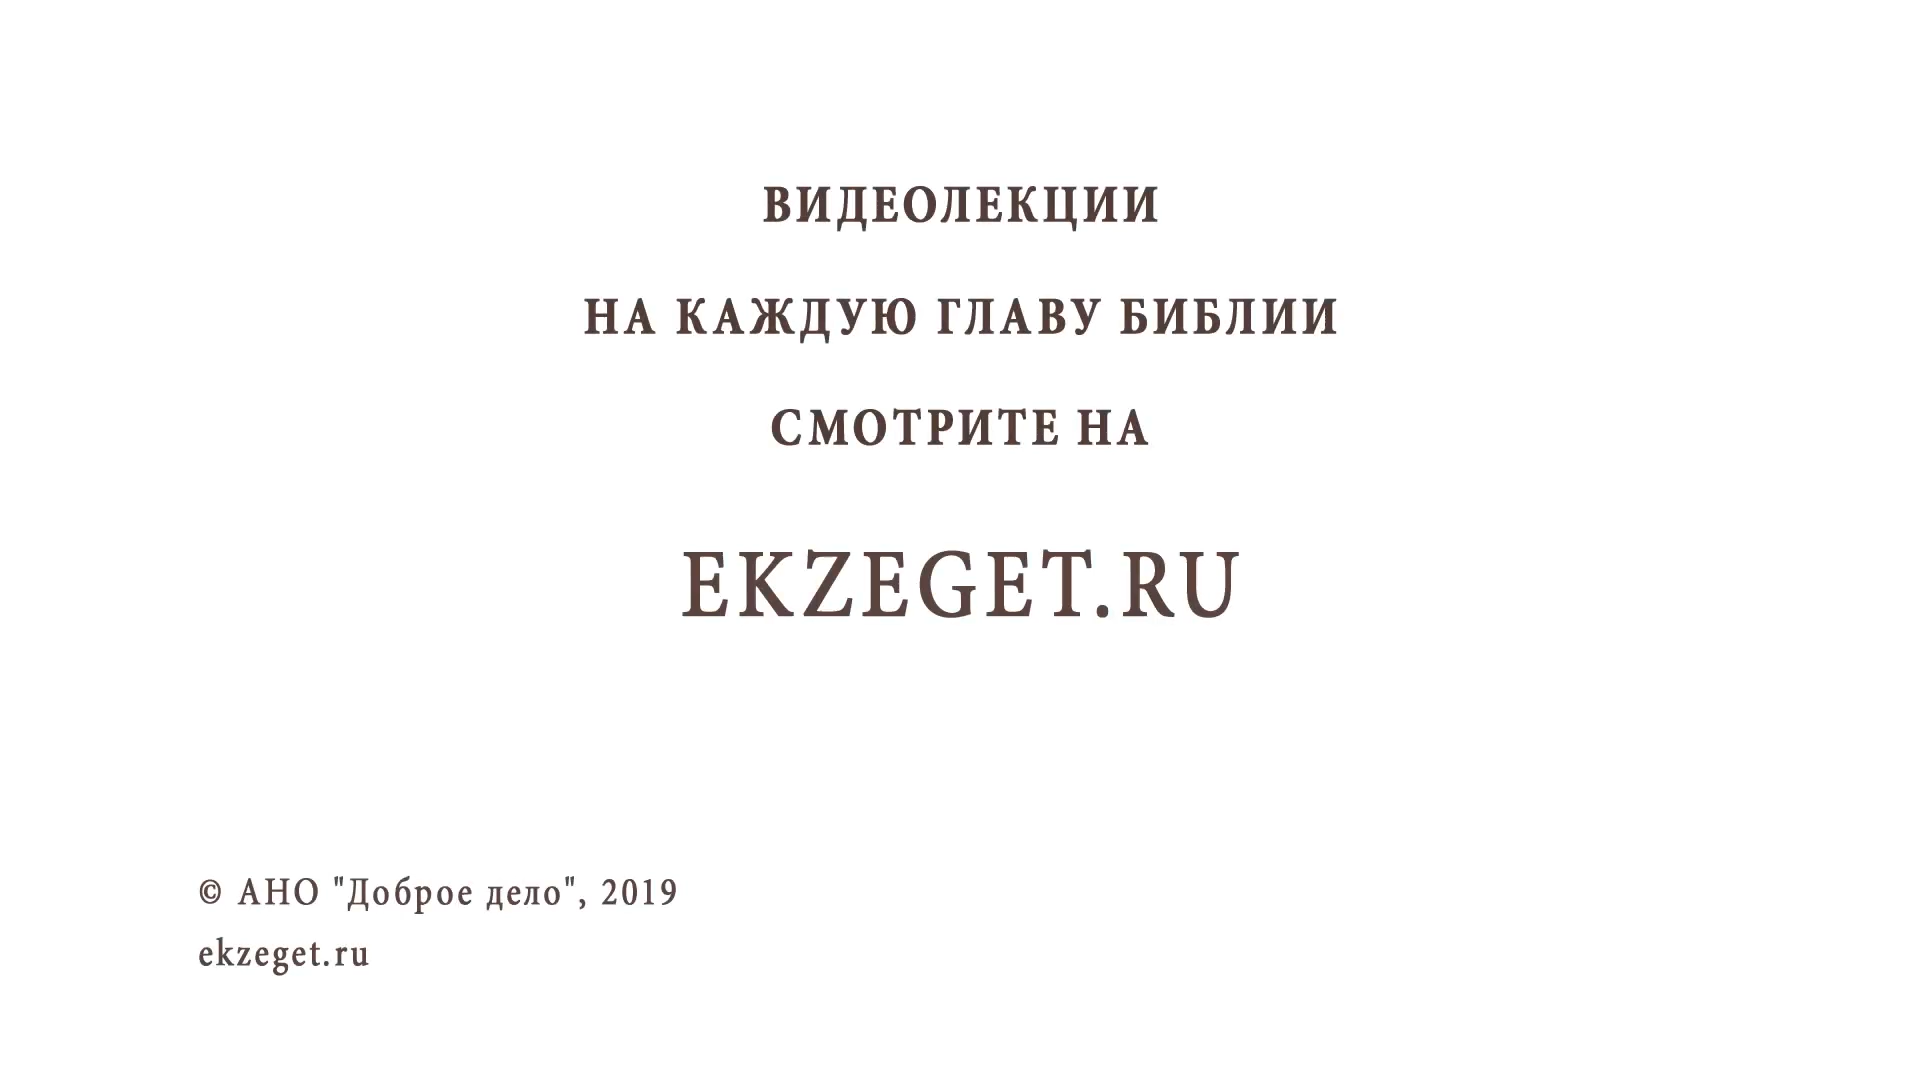 ВИДЕОЛЕКЦИИ
НА КАЖДУЮ ГЛАВУ БИБЛИИ
СМОТРИТЕ НА
EKZEGET.RU
© АНО "Доброе дело", 2019
ekzeget.ru